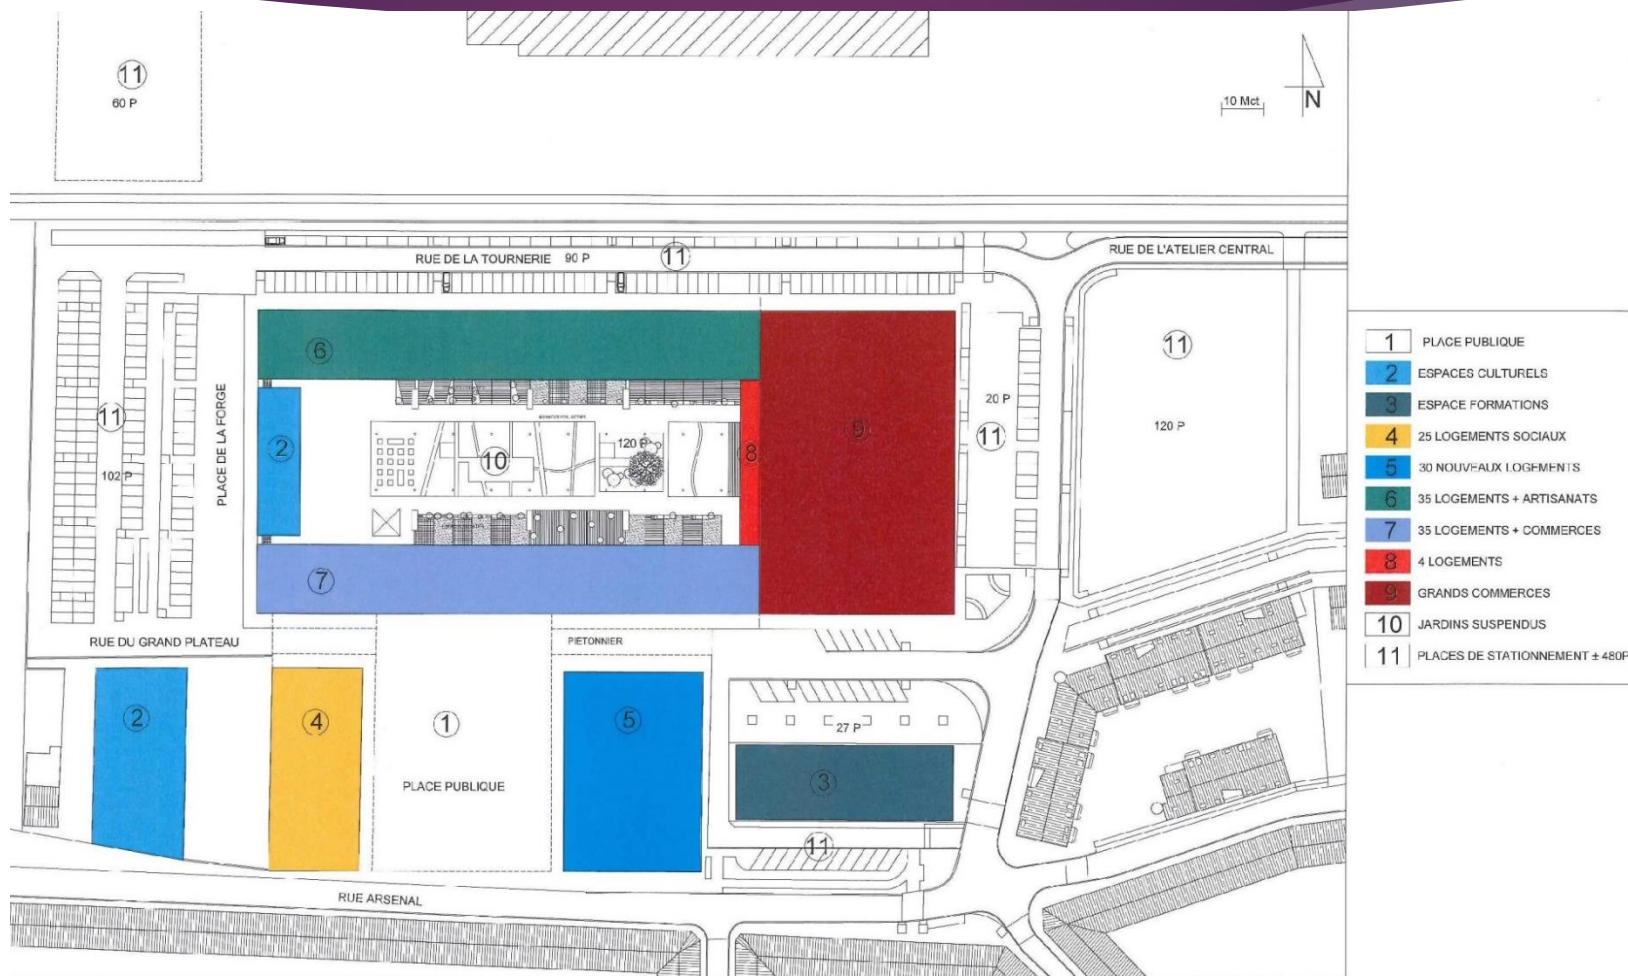 11
60 P
10 Mct
N
RUE DE LA TOURNERIE 90 P
11
RUE DE L'ATELIER CENTRAL
6
11
11
PLACE DE LA FORGE
2
10
120 P
8
9
20 P
11
120 P
102 P
7
RUE DU GRAND PLATEAU
PIETONNIER
2
4
1
5
27 P
PLACE PUBLIQUE
3
11
RUE ARSENAL
1 PLACE PUBLIQUE
2 ESPACES CULTURELS
3 ESPACE FORMATIONS
4 25 LOGEMENTS SOCIAUX
5 30 NOUVEAUX LOGEMENTS
6 35 LOGEMENTS + ARTISANATS
7 35 LOGEMENTS + COMMERCES
8 4 LOGEMENTS
9 GRANDS COMMERCES
10 JARDINS SUSPENDUS
11 PLACES DE STATIONNEMENT ± 480P